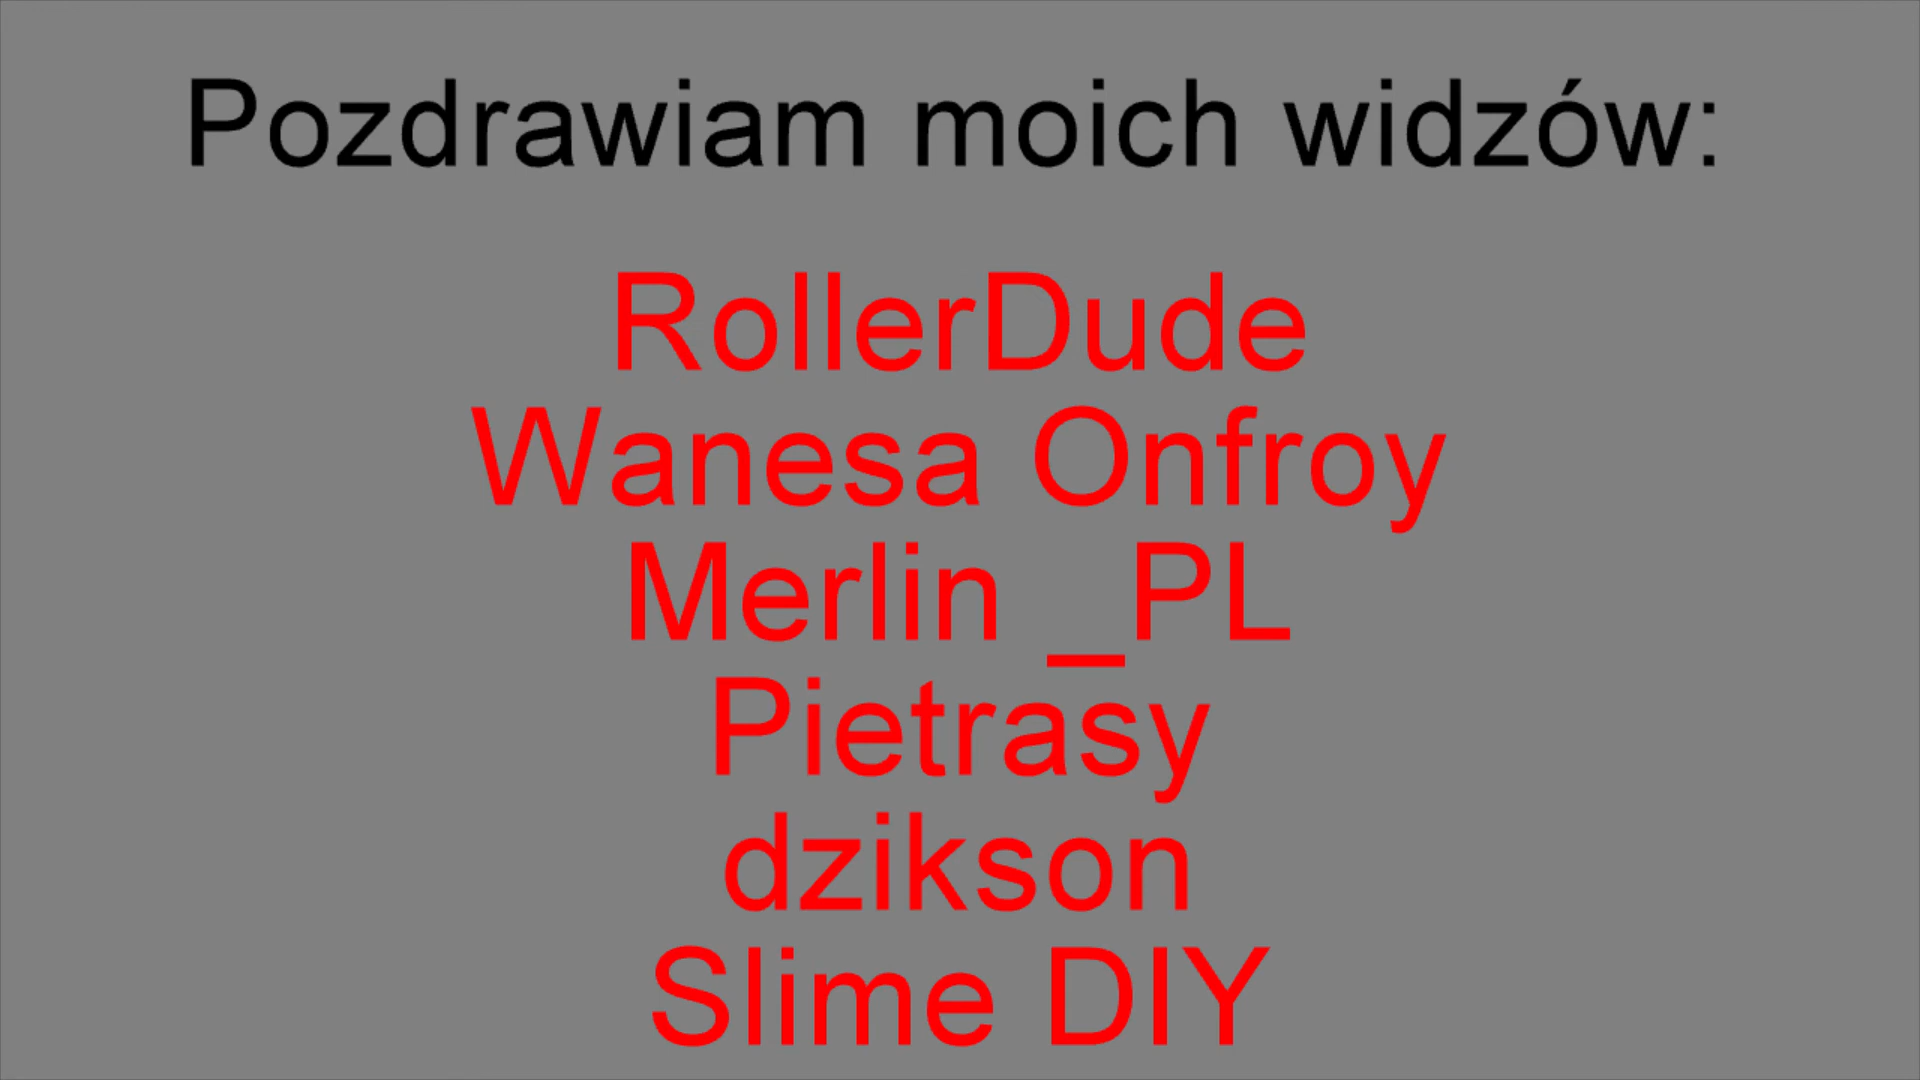 Pozdrawiam moich widzów:
RollerDude
Wanesa Onfroy
Merlin _PL
Pietrasy
dzikson
Slime DIY